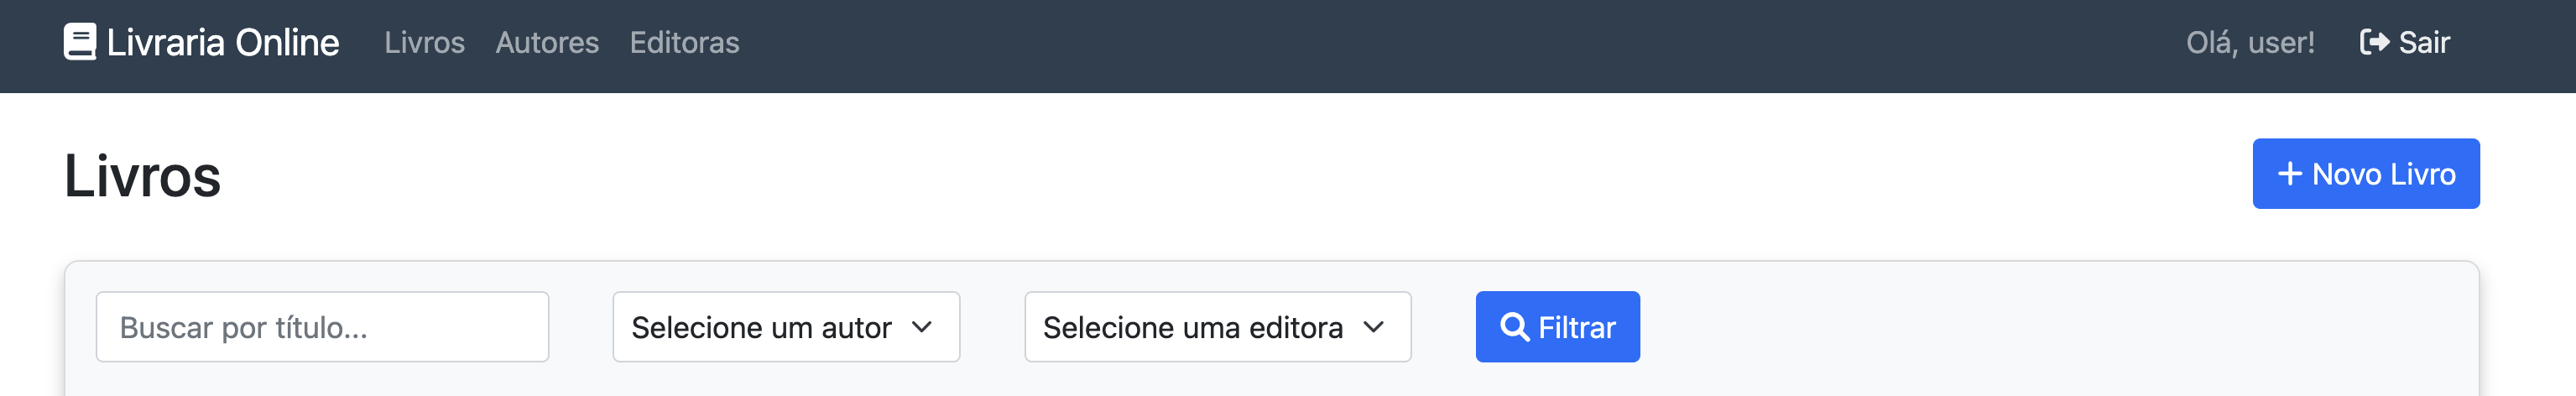 Livraria Online Livros Autores Editoras Olá, user! Sair
Livros Novo Livro
Buscar por título... Selecione um autor Selecione uma editora Filtrar